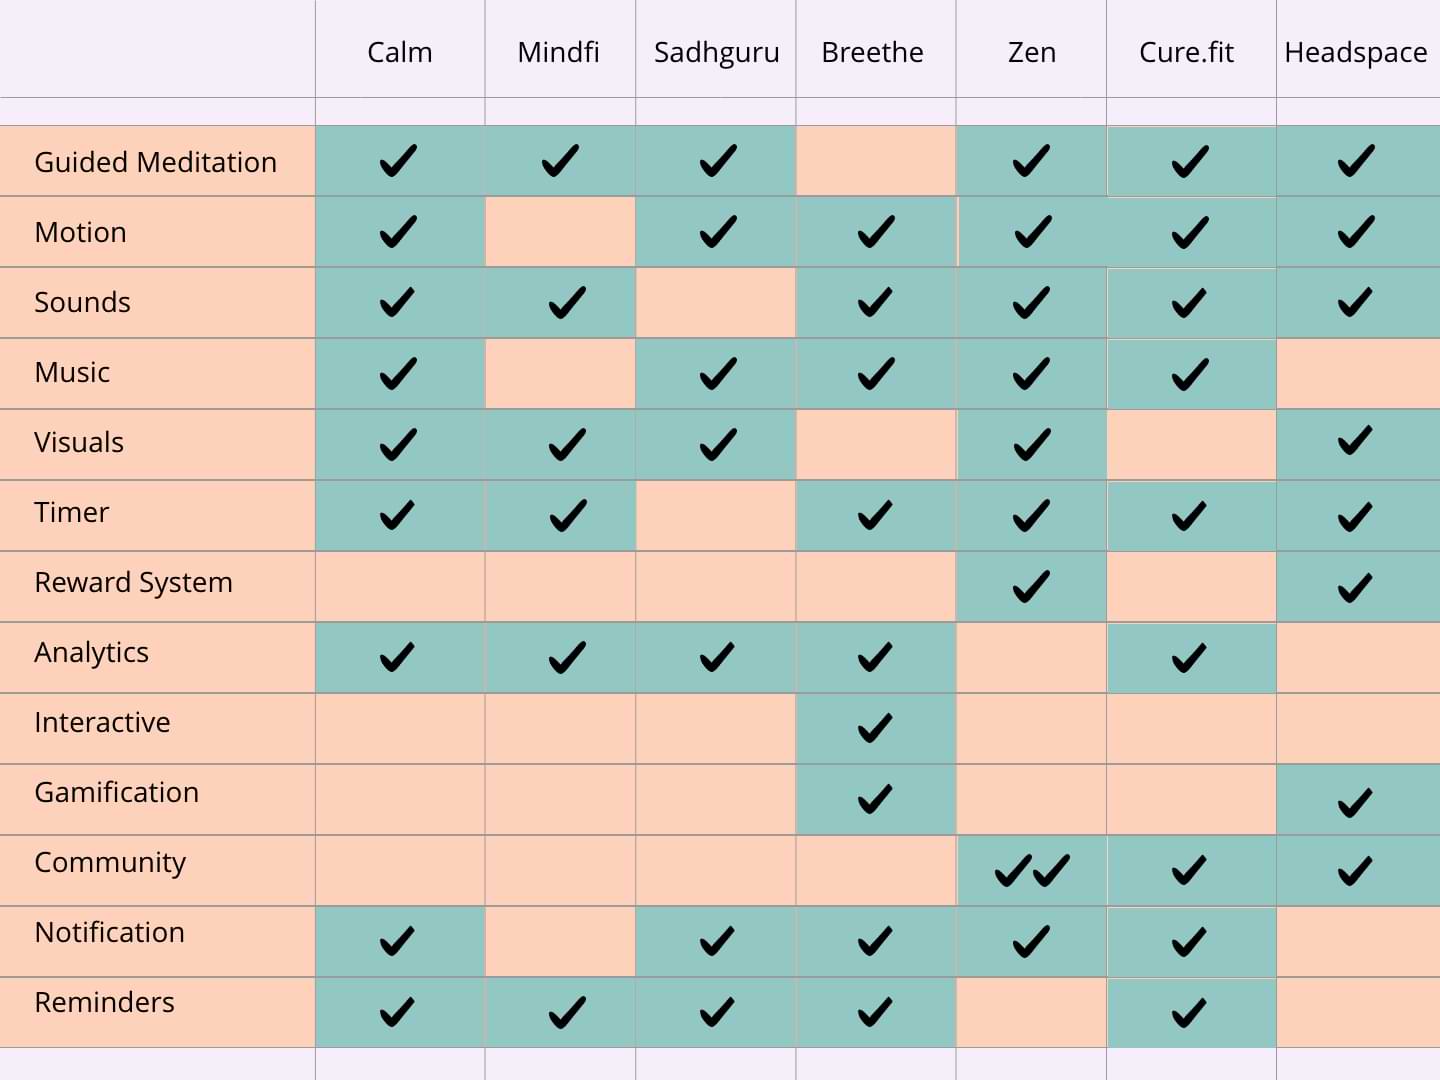 Calm Mindfi Sadhguru Breethe Zen Cure.fit Headspace
Guided Meditation ✔ ✔ ✔ ✔ ✔ ✔
Motion ✔ ✔ ✔ ✔ ✔ ✔
Sounds ✔ ✔ ✔ ✔ ✔ ✔
Music ✔ ✔ ✔ ✔ ✔
Visuals ✔ ✔ ✔ ✔ ✔
Timer ✔ ✔ ✔ ✔ ✔ ✔
Reward System ✔ ✔
Analytics ✔ ✔ ✔ ✔ ✔
Interactive ✔
Gamification ✔ ✔
Community ✔✔ ✔ ✔
Notification ✔ ✔ ✔ ✔ ✔
Reminders ✔ ✔ ✔ ✔ ✔